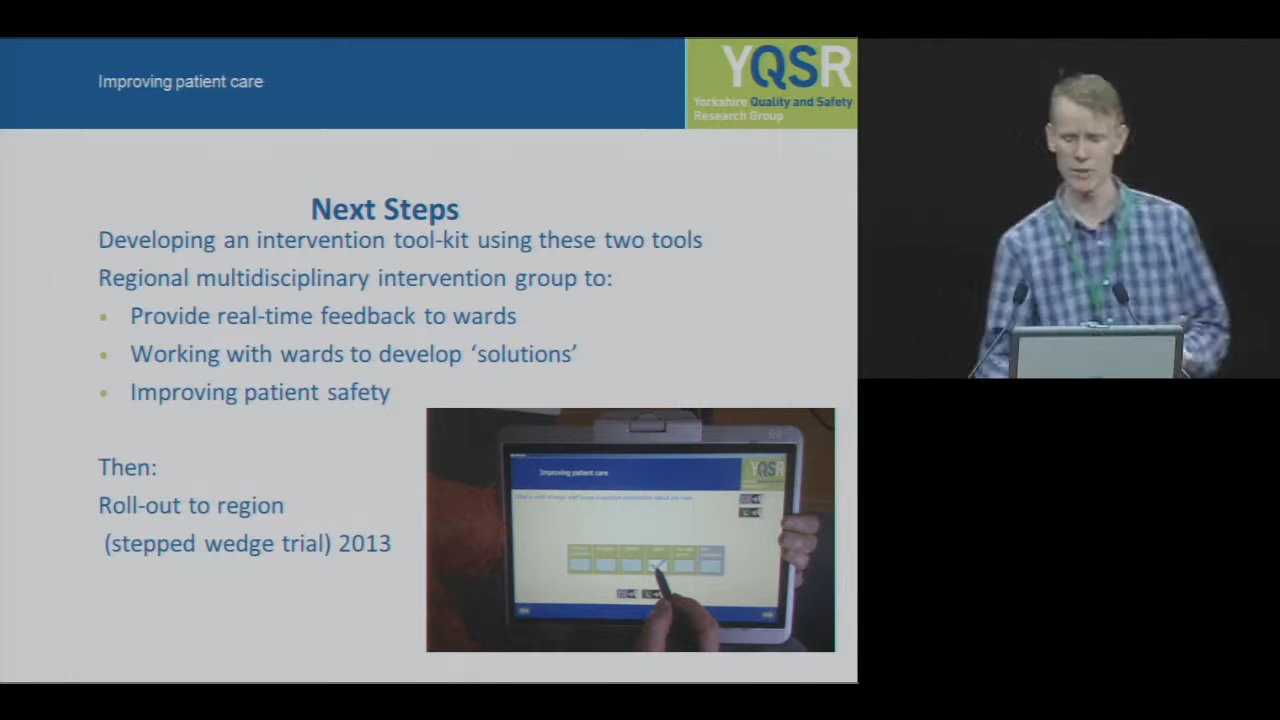 Improving patient care
YQSR
Yorkshire Quality and Safety
Research Group
Next Steps
Developing an intervention tool-kit using these two tools
Regional multidisciplinary intervention group to:
Provide real-time feedback to wards
Working with wards to develop ‘solutions’
Improving patient safety
Then:
Roll-out to region
(stepped wedge trial) 2013
Improving patient care
YQSR